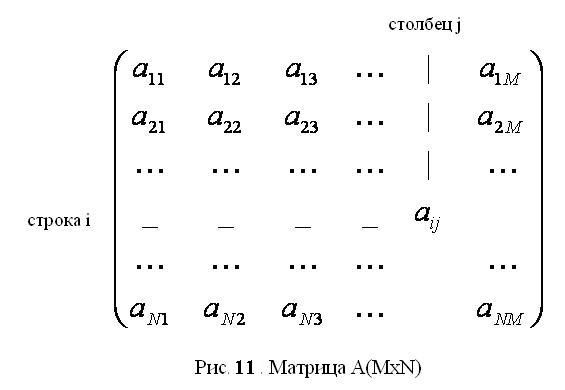 столбец j
a11 a12 a13 ... | a1M
a21 a22 a23 ... | a2M
... ... ... ... | ...
строка i _ _ _ _ aij
... ... ... ... ...
aN1 aN2 aN3 ... aNM
Рис. 11 . Матрица A(MxN)